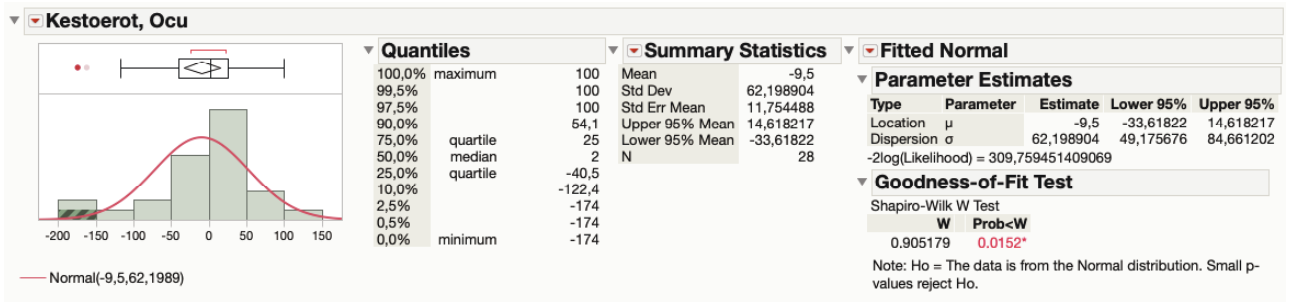 Kestoerot, Ocu
-200 -150 -100 -50 0 50 100 150
Normal(-9,5,62,1989)
Quantiles
100,0% maximum 100
99,5% 100
97,5% 100
90,0% 54,1
75,0% quartile 25
50,0% median 2
25,0% quartile -40,5
10,0% -122,4
2,5% -174
0,5% -174
0,0% minimum -174
Summary Statistics
Mean -9,5
Std Dev 62,198904
Std Err Mean 11,754488
Upper 95% Mean 14,618217
Lower 95% Mean -33,61822
N 28
Fitted Normal
Parameter Estimates
Type Parameter Estimate Lower 95% Upper 95%
Location μ -9,5 -33,61822 14,618217
Dispersion σ 62,198904 49,175676 84,661202
-2log(Likelihood) = 309,759451409069
Goodness-of-Fit Test
Shapiro-Wilk W Test
W Prob<W
0.905179 0.0152*
Note: Ho = The data is from the Normal distribution. Small p-
values reject Ho.